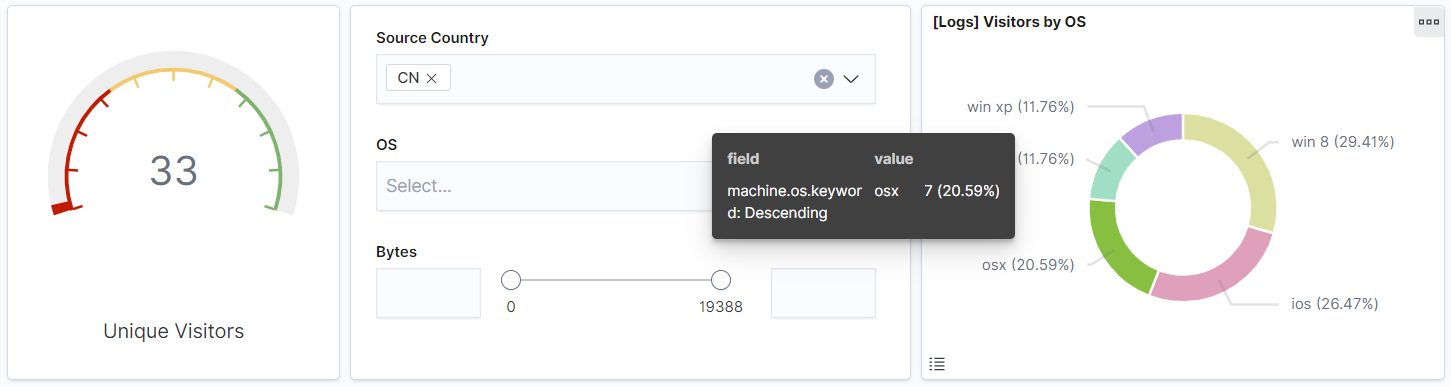 33
Unique Visitors
Source Country
CN
OS
Select...
Bytes
0
19388
field value
machine.os.keywor osx 7 (20.59%)
d: Descending
[Logs] Visitors by OS
win xp (11.76%)
win 8 (29.41%)
(11.76%)
osx (20.59%)
ios (26.47%)